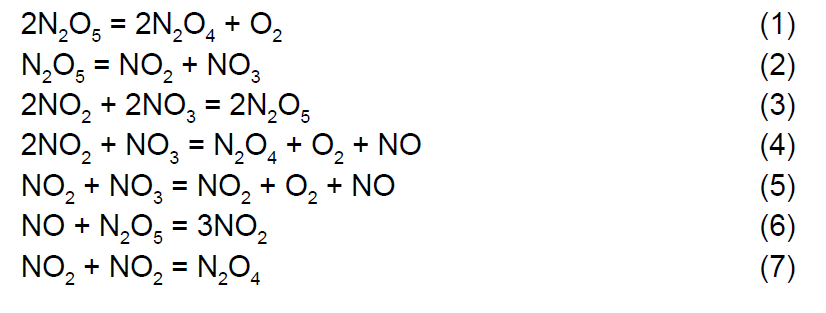 2N₂O₅ = 2N₂O₄ + O₂ (1)
N₂O₅ = NO₂ + NO₃ (2)
2NO₂ + 2NO₃ = 2N₂O₅ (3)
2NO₂ + NO₃ = N₂O₄ + O₂ + NO (4)
NO₂ + NO₃ = NO₂ + O₂ + NO (5)
NO + N₂O₅ = 3NO₂ (6)
NO₂ + NO₂ = N₂O₄ (7)